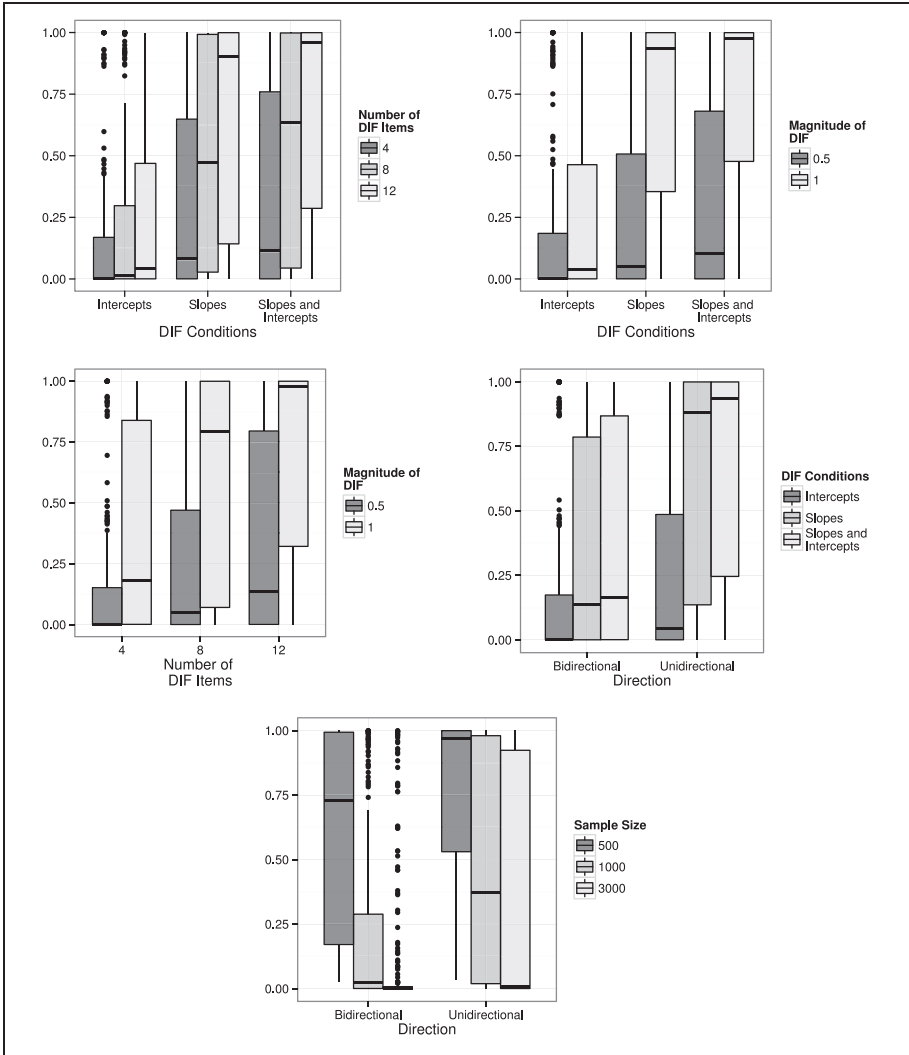 1.00
0.75
0.50
0.25
0.00
Intercepts
Slopes
Slopes and
Intercepts
DIF Conditions
Number of
DIF Items
4
8
12
1.00
0.75
0.50
0.25
0.00
Intercepts
Slopes
Slopes and
Intercepts
DIF Conditions
Magnitude of
DIF
0.5
1
1.00
0.75
0.50
0.25
0.00
4
8
12
Number of
DIF Items
Magnitude of
DIF
0.5
1
1.00
0.75
0.50
0.25
0.00
Bidirectional
Unidirectional
Direction
DIF Conditions
Intercepts
Slopes
Slopes and
Intercepts
1.00
0.75
0.50
0.25
0.00
Bidirectional
Unidirectional
Direction
Sample Size
500
1000
3000